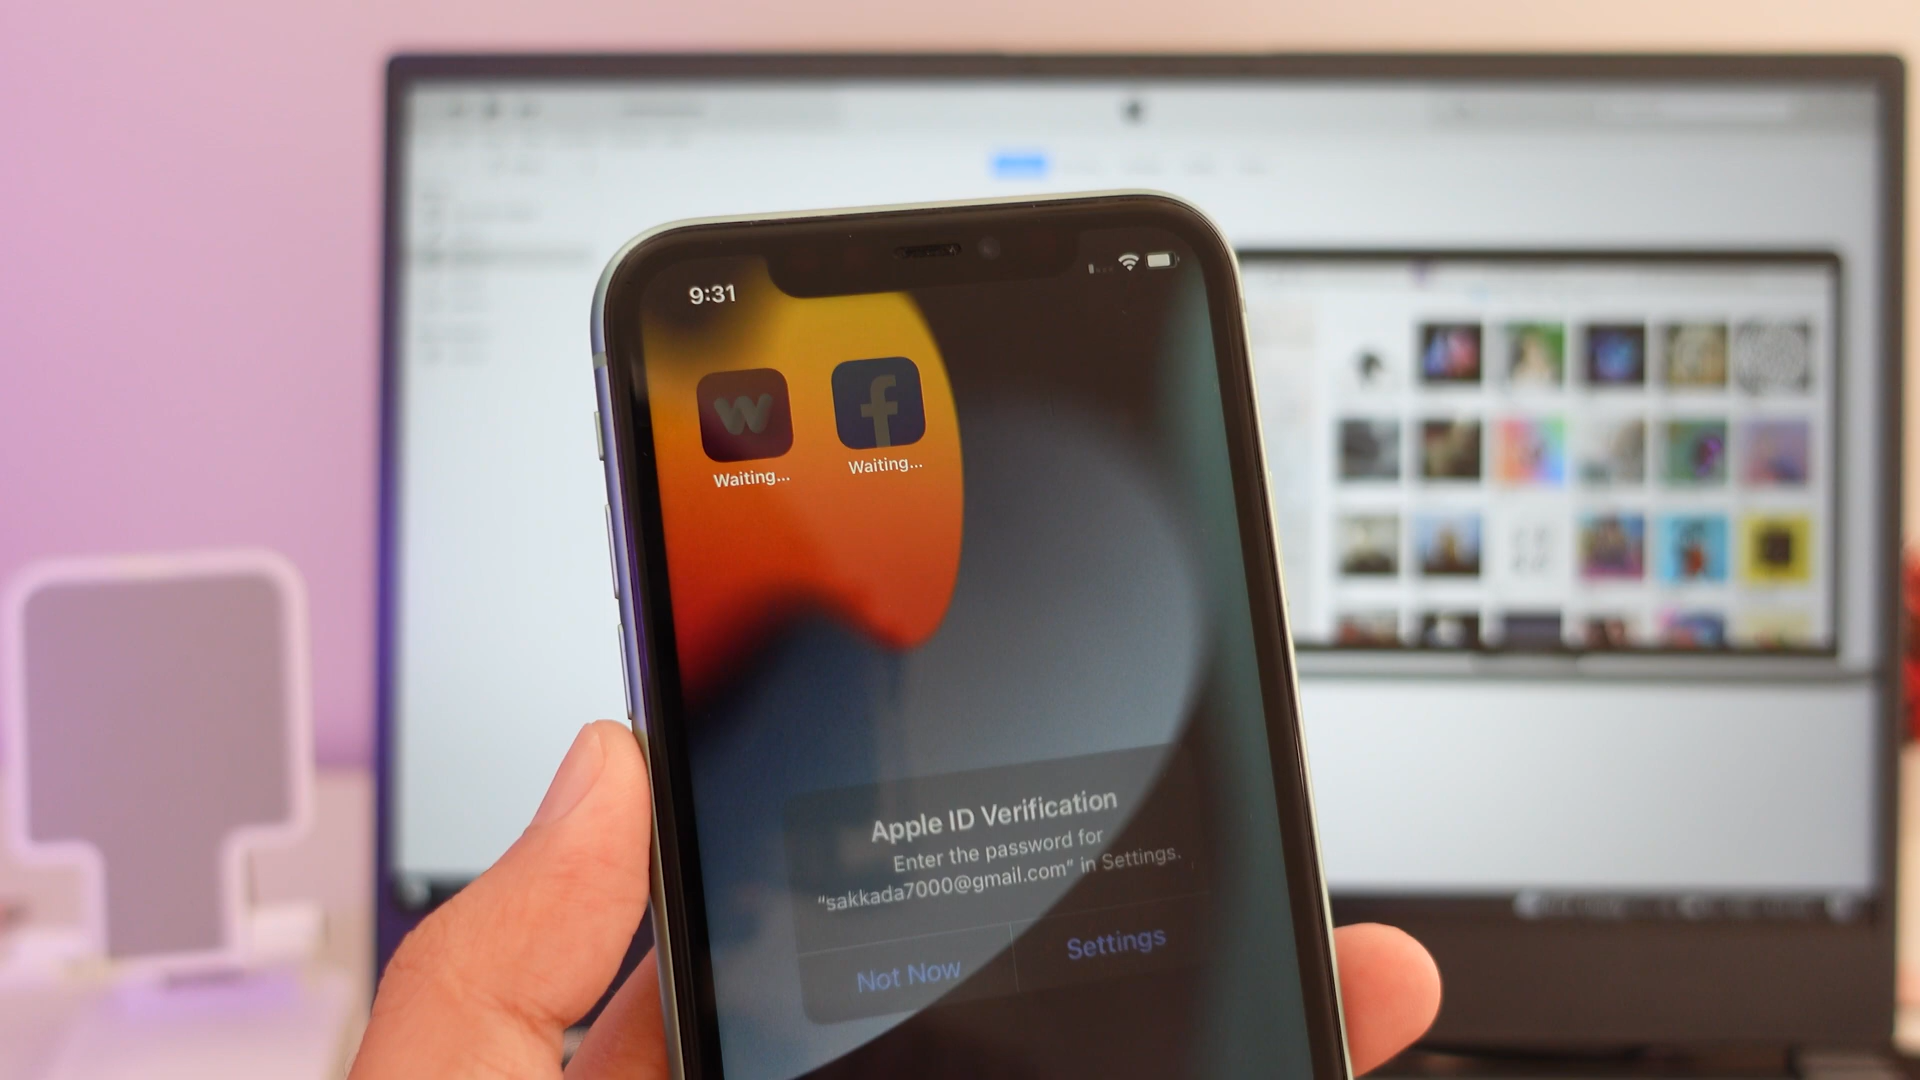 9:31
W f
Waiting... Waiting...
Apple ID Verification
Enter the password for
“sakkada7000@gmail.com” in Settings.
Not Now Settings